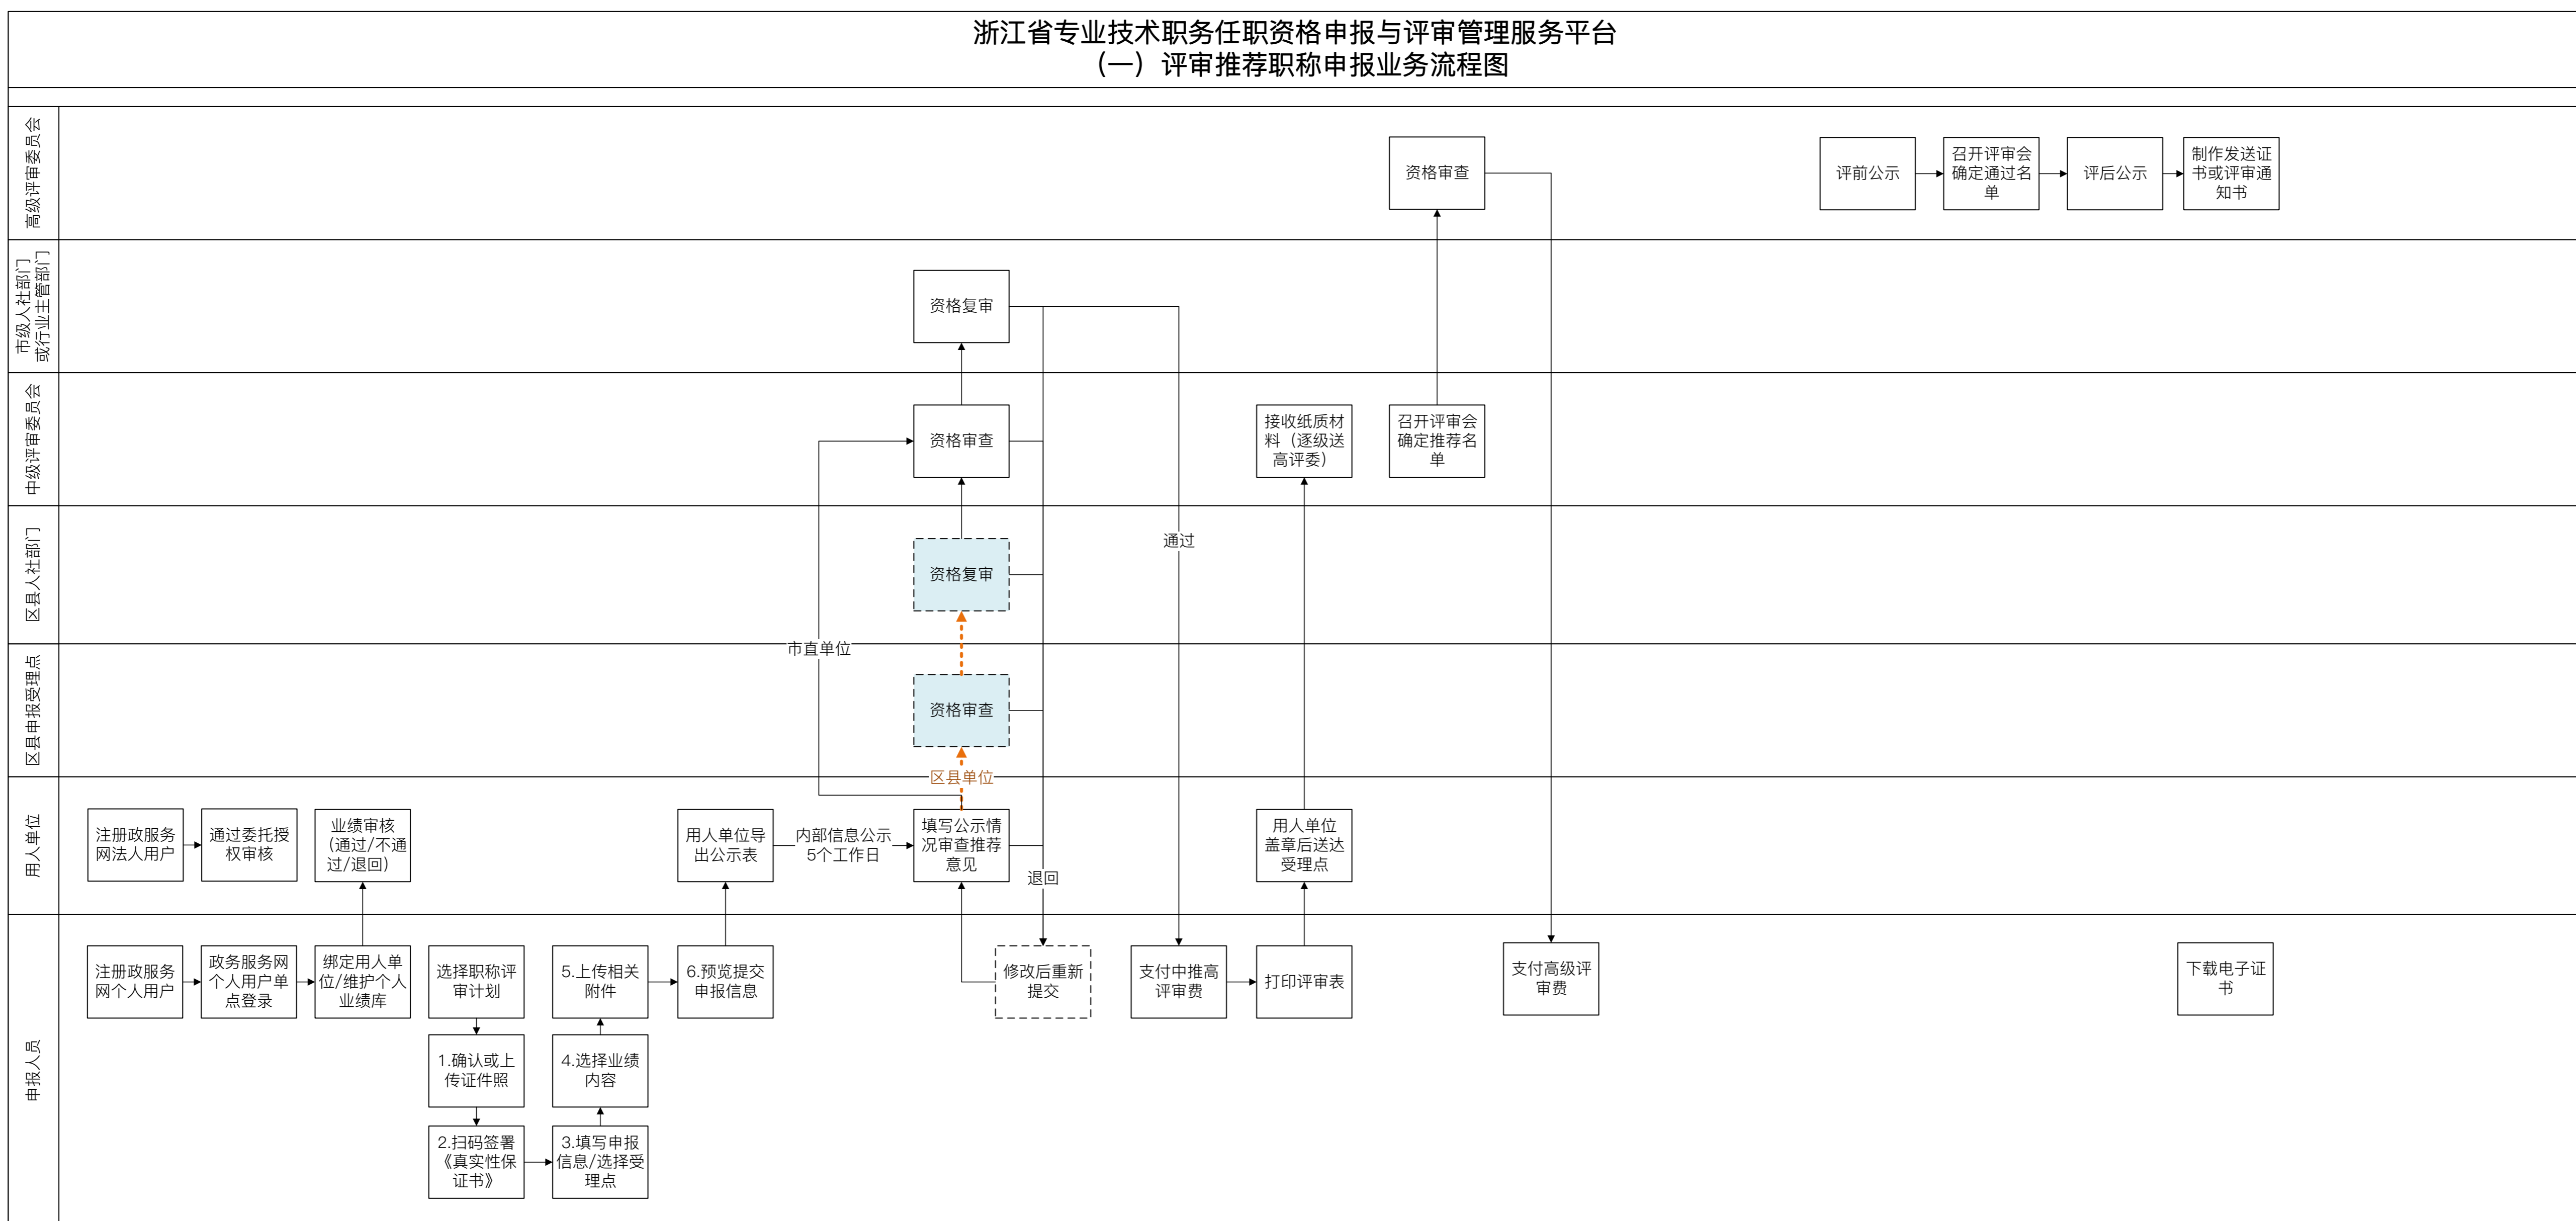 浙江省专业技术职务任职资格申报与评审管理服务平台
（一）评审推荐职称申报业务流程图
高级评审委员会
资格审查
评前公示
召开评审会
确定通过名
单
评后公示
制作发送证
书或评审通
知书
市级人社部门
或行业主管部门
资格复审
中级评审委员会
资格审查
接收纸质材
料（逐级送
高评委）
召开评审会
确定推荐名
单
区县人社部门
资格复审
通过
区县申报受理点
市直单位
资格审查
区县单位
用人单位
注册政服务
网法人用户
通过委托授
权审核
业绩审核
（通过/不通
过/退回）
用人单位导
出公示表
内部信息公示
5个工作日
填写公示情
况审查推荐
意见
退回
用人单位
盖章后送达
受理点
申报人员
注册政服务
网个人用户
政务服务网
个人用户单
点登录
绑定用人单
位/维护个人
业绩库
选择职称评
审计划
1.确认或上
传证件照
2.扫码签署
《真实性保
证书》
3.填写申报
信息/选择受
理点
4.选择业绩
内容
5.上传相关
附件
6.预览提交
申报信息
修改后重新
提交
支付中推高
评审费
打印评审表
支付高级评
审费
下载电子证
书